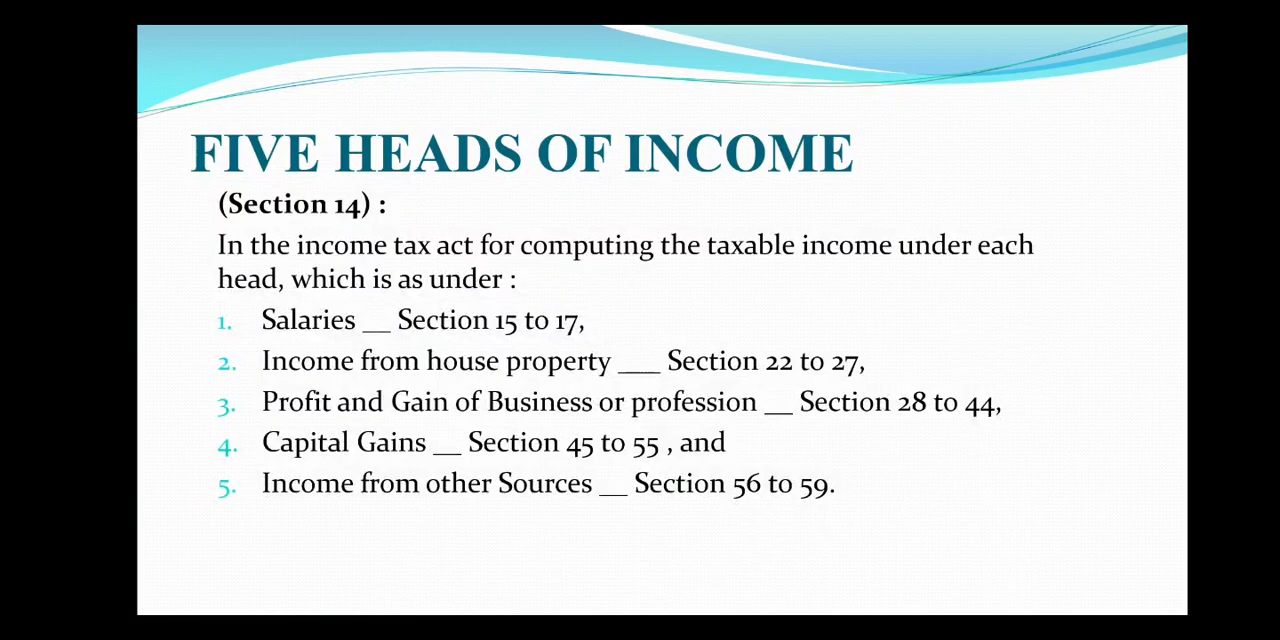 FIVE HEADS OF INCOME
(Section 14) :
In the income tax act for computing the taxable income under each
head, which is as under :
1. Salaries __ Section 15 to 17,
2. Income from house property ___ Section 22 to 27,
3. Profit and Gain of Business or profession __ Section 28 to 44,
4. Capital Gains __ Section 45 to 55 , and
5. Income from other Sources __ Section 56 to 59.